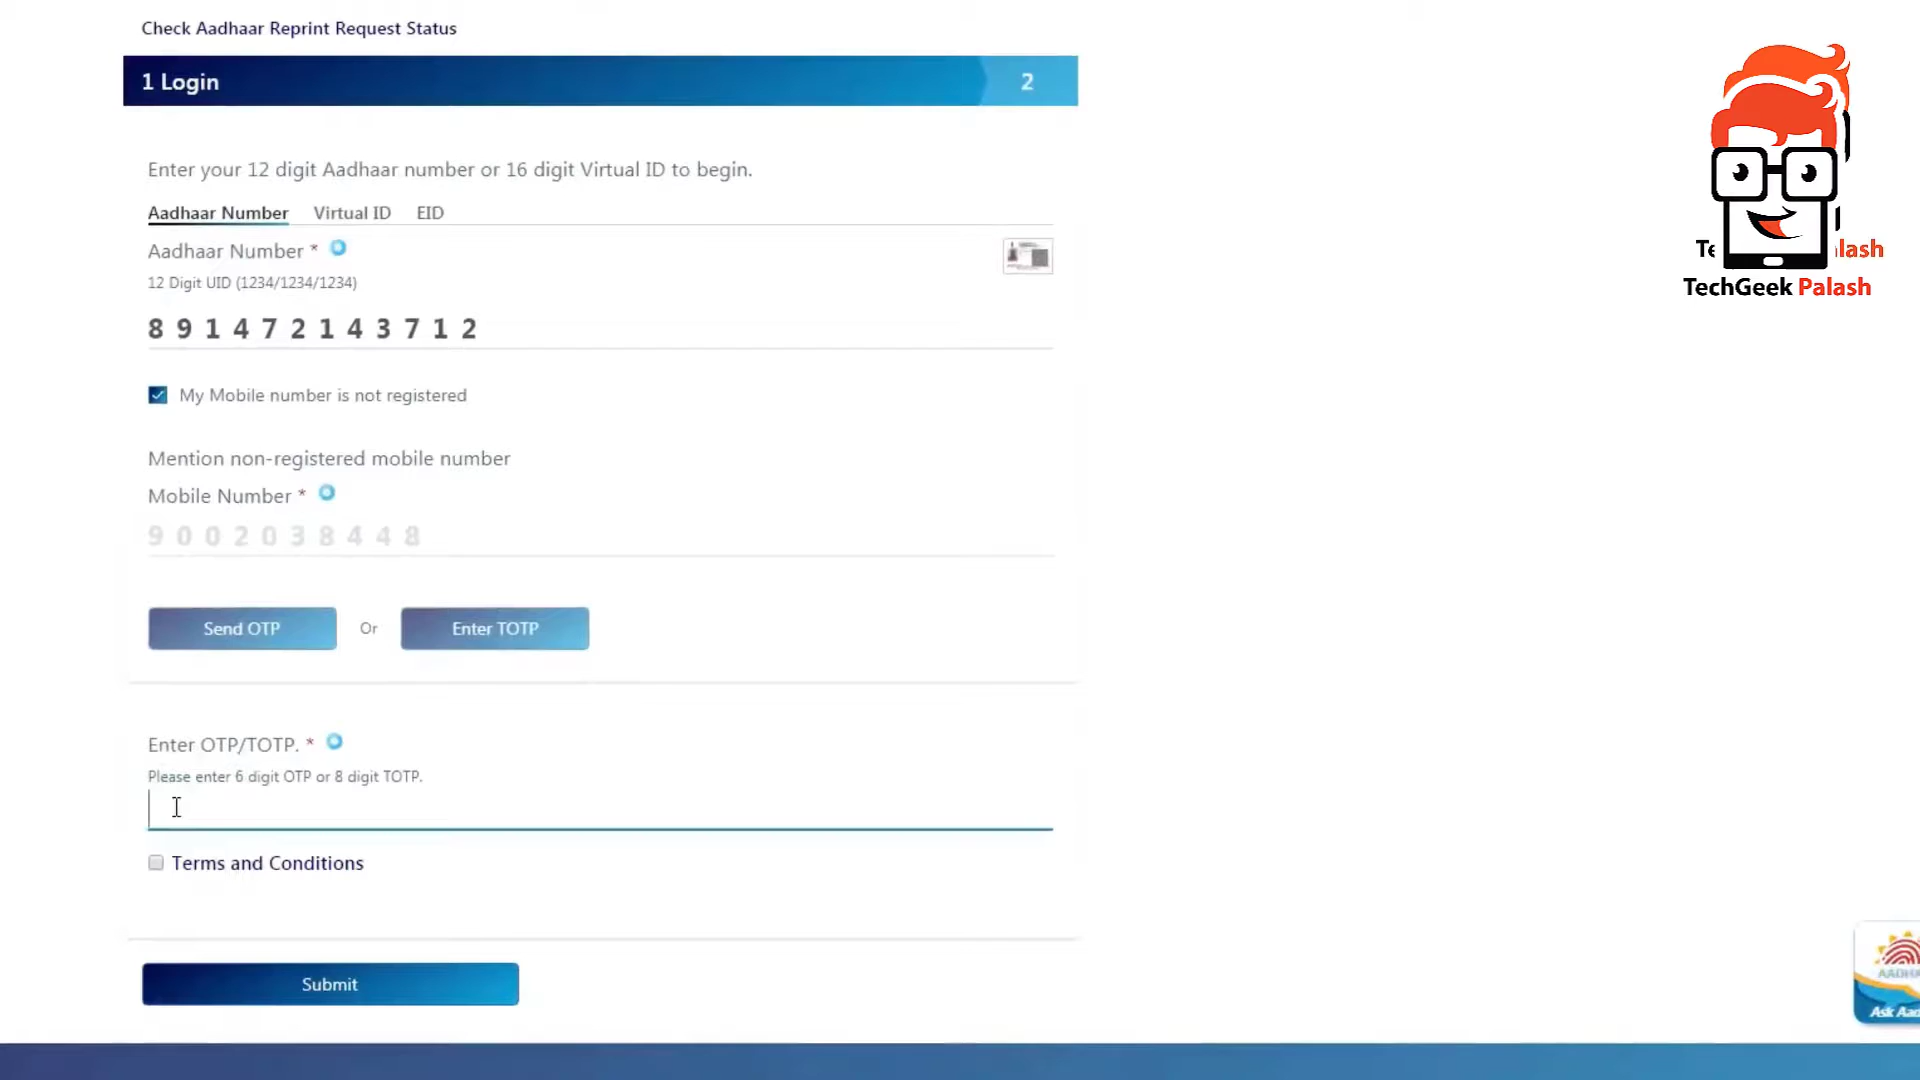 Check Aadhaar Reprint Request Status
1 Login
2
Enter your 12 digit Aadhaar number or 16 digit Virtual ID to begin.
Aadhaar Number Virtual ID EID
Aadhaar Number *
12 Digit UID (1234/1234/1234)
8 9 1 4 7 2 1 4 3 7 1 2
My Mobile number is not registered
Mention non-registered mobile number
Mobile Number *
9 0 0 2 0 3 8 4 4 8
Send OTP Or Enter TOTP
Enter OTP/TOTP. *
Please enter 6 digit OTP or 8 digit TOTP.
Terms and Conditions
Submit
TechGeek Palash